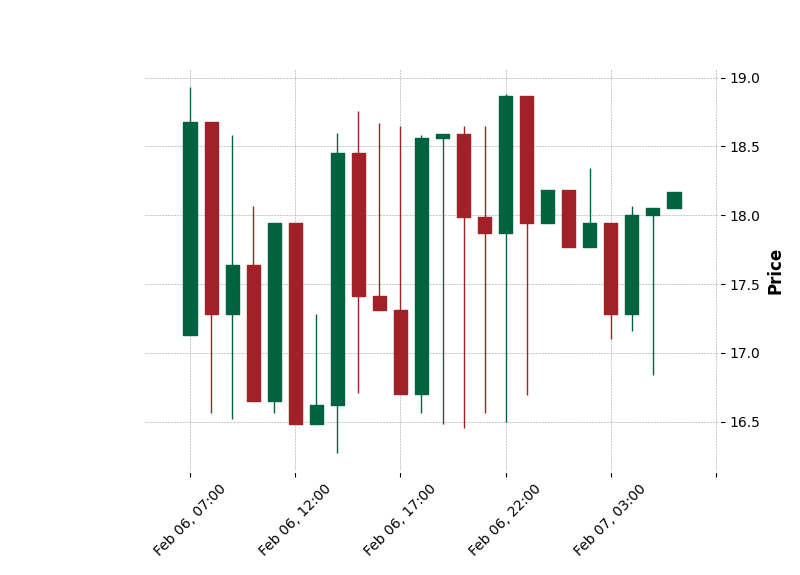 19.0
18.5
18.0
17.5
17.0
16.5
Price
Feb 06, 07:00
Feb 06, 12:00
Feb 06, 17:00
Feb 06, 22:00
Feb 07, 03:00